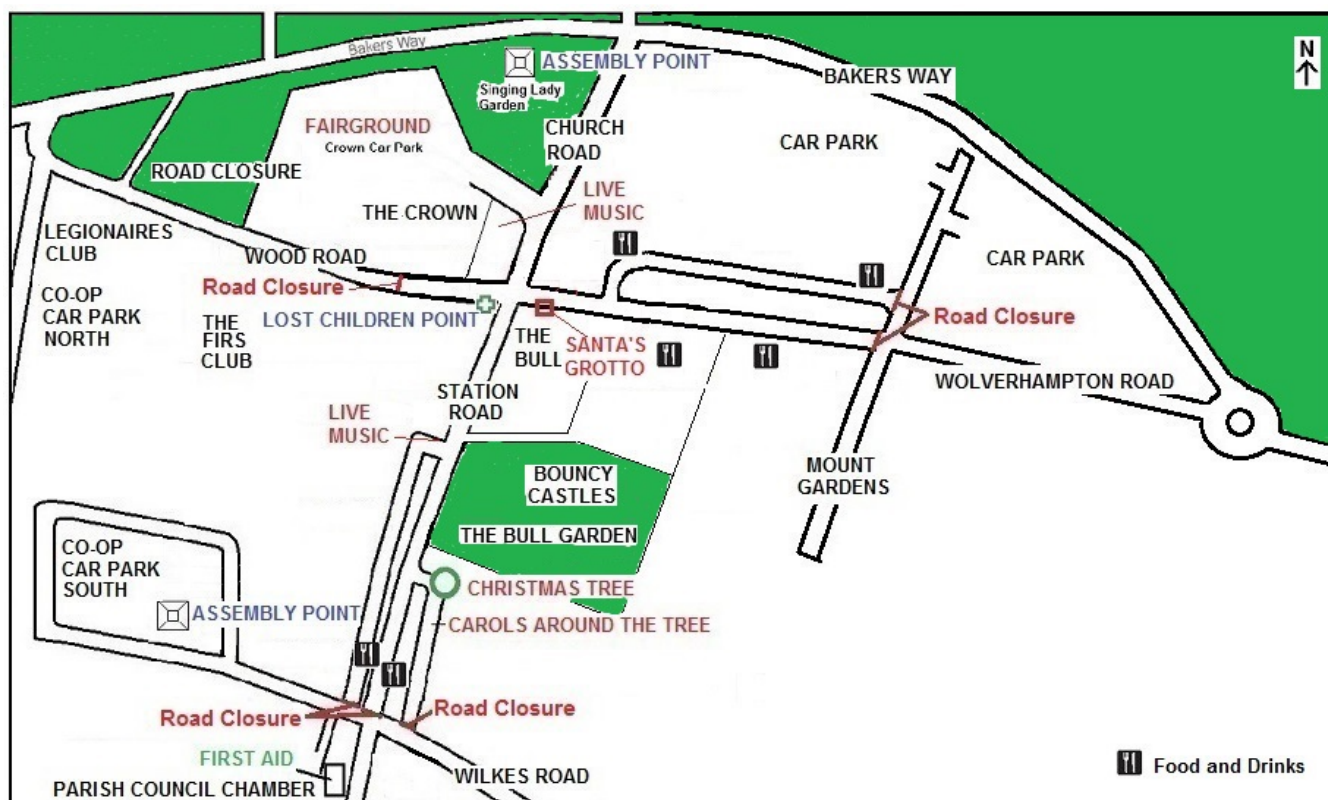 Bakers Way
ASSEMBLY POINT
Singing Lady
Garden
N
BAKERS WAY
FAIRGROUND
Crown Car Park
CHURCH
ROAD
CAR PARK
ROAD CLOSURE
LIVE
MUSIC
THE CROWN
LEGIONAIRES
CLUB
WOOD ROAD
CAR PARK
Road Closure
CO-OP
CAR PARK
NORTH
THE
FIRS
CLUB
LOST CHILDREN POINT
THE
BULL
SANTA'S
GROTTO
Road Closure
WOLVERHAMPTON ROAD
STATION
ROAD
LIVE
MUSIC
MOUNT
GARDENS
BOUNCY
CASTLES
THE BULL GARDEN
CO-OP
CAR PARK
SOUTH
CHRISTMAS TREE
ASSEMBLY POINT
CAROLS AROUND THE TREE
Road Closure
Road Closure
FIRST AID
PARISH COUNCIL CHAMBER
WILKES ROAD
Food and Drinks